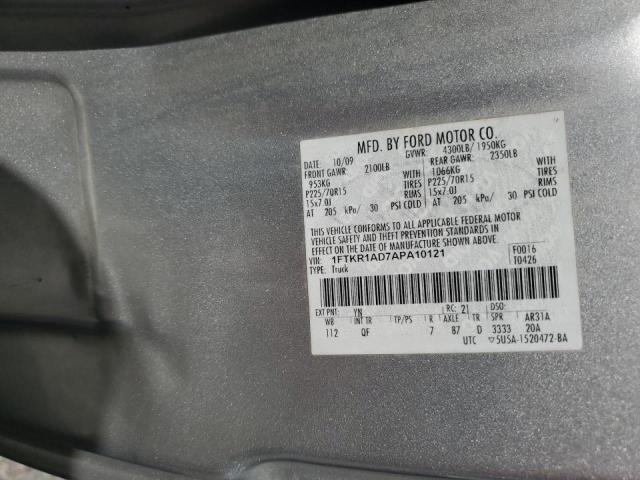 MFD. BY FORD MOTOR CO.
DATE: 10/09 GVWR: 4300LB/ 1950KG
FRONT GAWR: 2100LB REAR GAWR: 2350LB
953KG WITH 1066KG WITH
P225/70R15 TIRES P225/70R15 TIRES
15x7.0J RIMS 15x7.0J RIMS
AT 205 kPa/ 30 PSI COLD AT 205 kPa/ 30 PSI COLD
THIS VEHICLE CONFORMS TO ALL APPLICABLE FEDERAL MOTOR
VEHICLE SAFETY AND THEFT PREVENTION STANDARDS IN
EFFECT ON THE DATE OF MANUFACTURE SHOWN ABOVE.
VIN: 1FTKR1AD7APA10121 F0016
TYPE: Truck T0426
EXT PNT: YN RC: 21 DSO:
WB INT TR TP/PS R AXLE TR SPR AR31A
112 QF 7 87 D 3333 20A
UTC ▽5U5A-1520472-BA